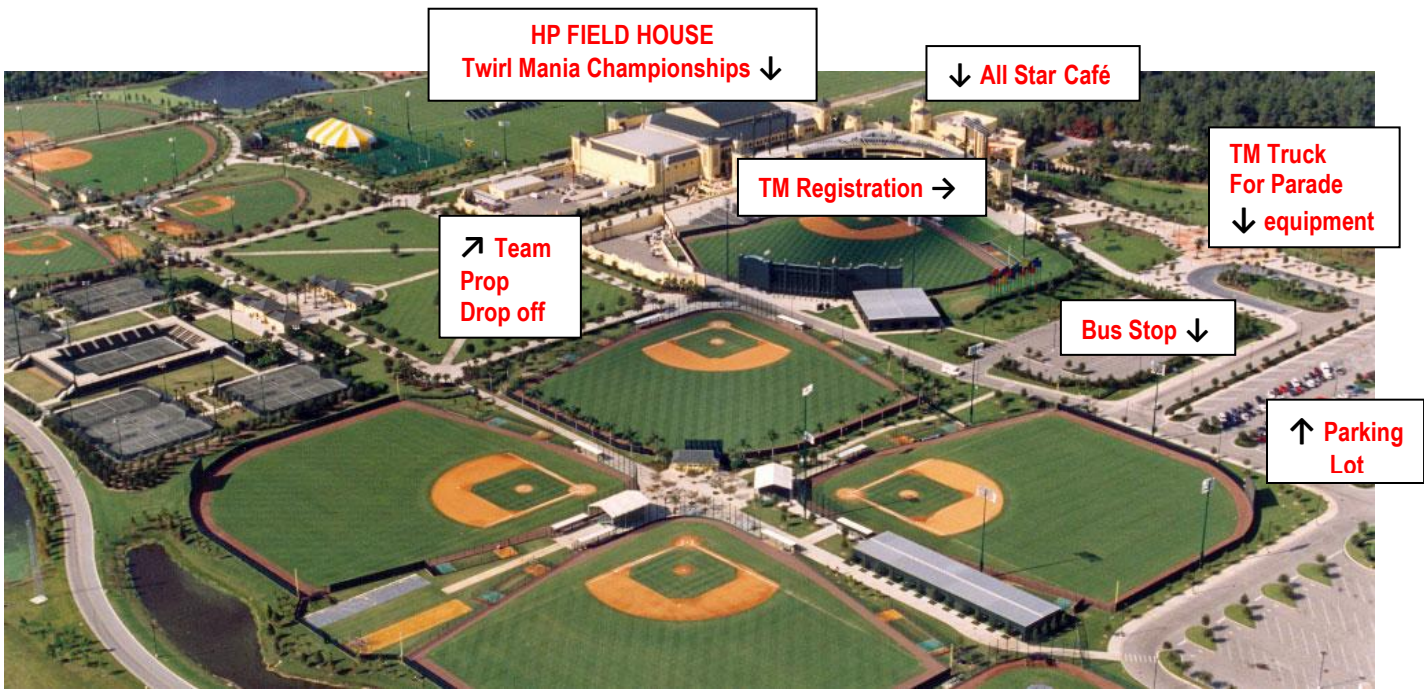 HP FIELD HOUSE
Twirl Mania Championships ↓
↓ All Star Café
TM Truck
For Parade
↓ equipment
TM Registration →
↗ Team
Prop
Drop off
Bus Stop ↓
↑ Parking
Lot